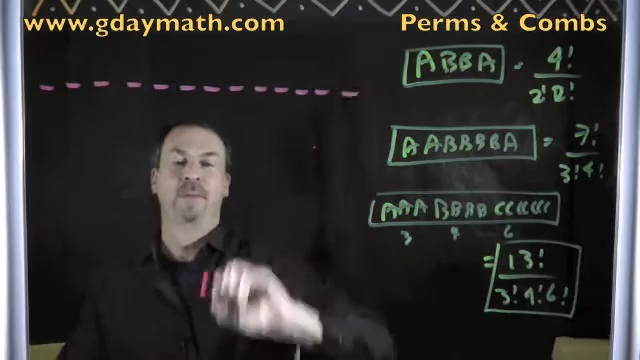 www.gdaymath.com Perms & Combs
ABBA = 4!
2!2!
AABBBBA = 7!
3!4!
AAABBBBCCCCCC
3 4 6
= 13!
3!4!6!